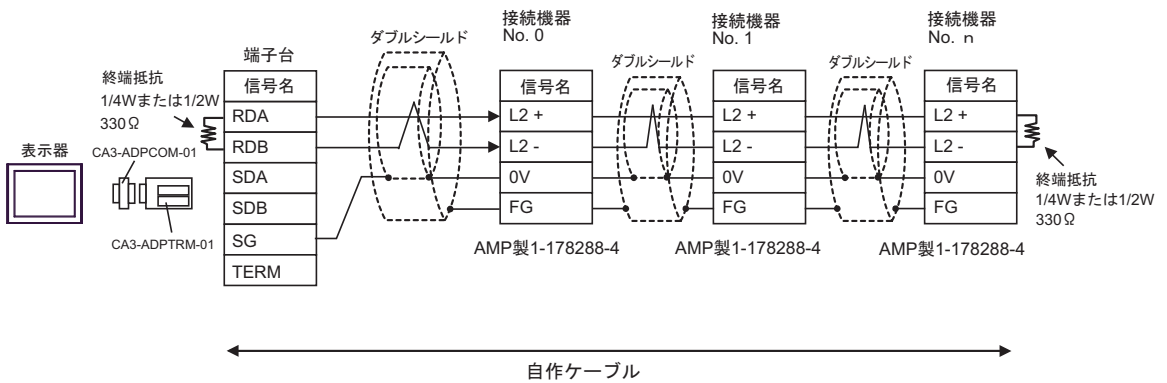 表示器
終端抵抗
1/4Wまたは1/2W
330Ω
CA3-ADPCOM-01
CA3-ADPTRM-01
端子台
信号名
RDA
RDB
SDA
SDB
SG
TERM
ダブルシールド
接続機器
No. 0
信号名
L2 +
L2 -
0V
FG
AMP製1-178288-4
ダブルシールド
接続機器
No. 1
信号名
L2 +
L2 -
0V
FG
AMP製1-178288-4
ダブルシールド
接続機器
No. n
信号名
L2 +
L2 -
0V
FG
AMP製1-178288-4
終端抵抗
1/4Wまたは1/2W
330Ω
自作ケーブル